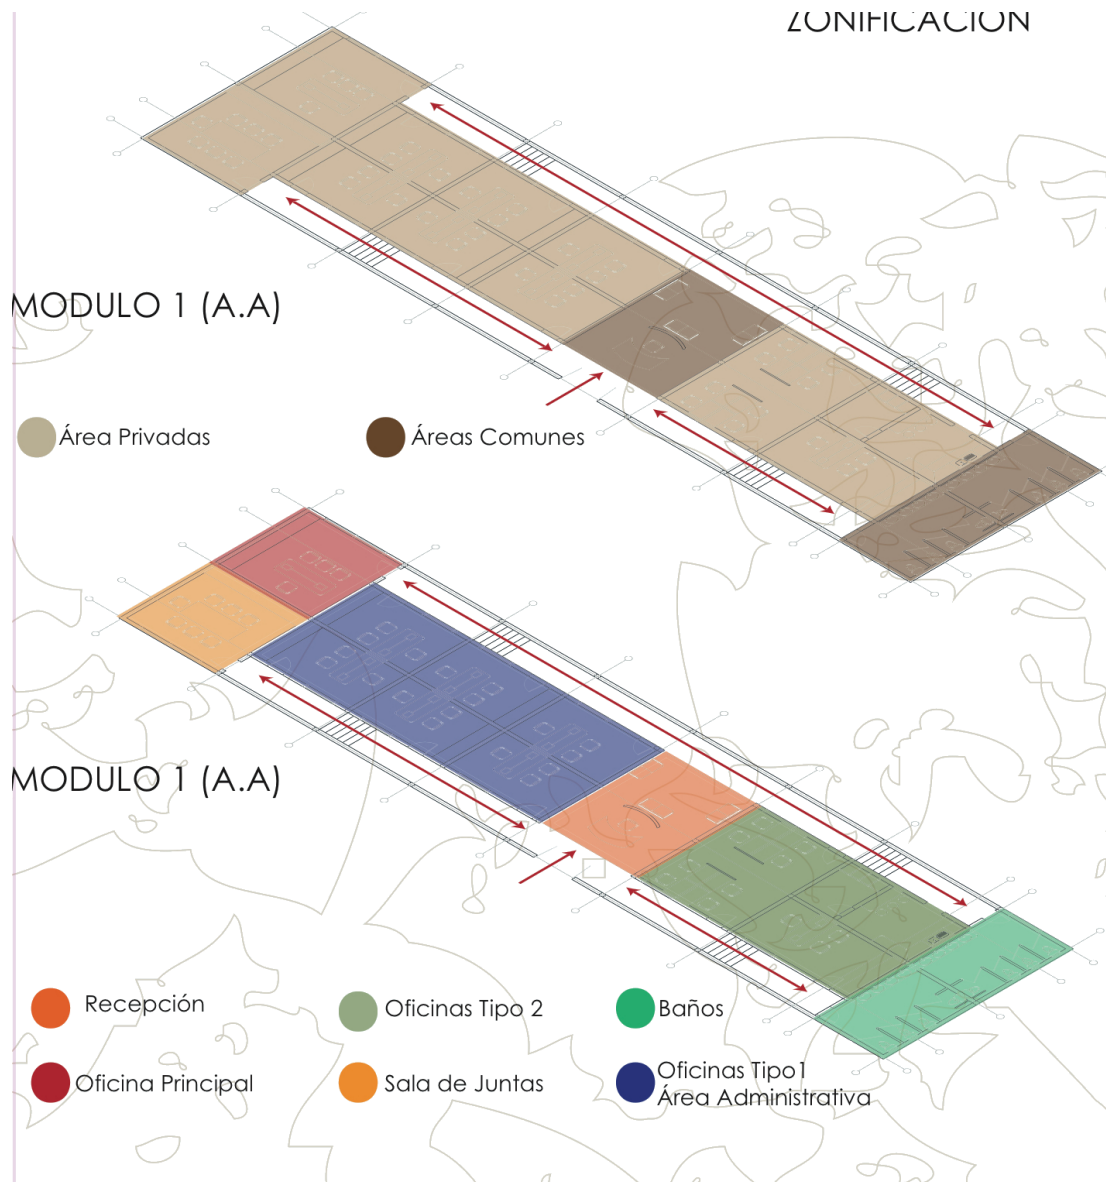 ZONIFICACIÓN
MODULO 1 (A.A)
Área Privadas
Áreas Comunes
MODULO 1 (A.A)
Recepción
Oficinas Tipo 2
Baños
Oficina Principal
Sala de Juntas
Oficinas Tipo1
Área Administrativa